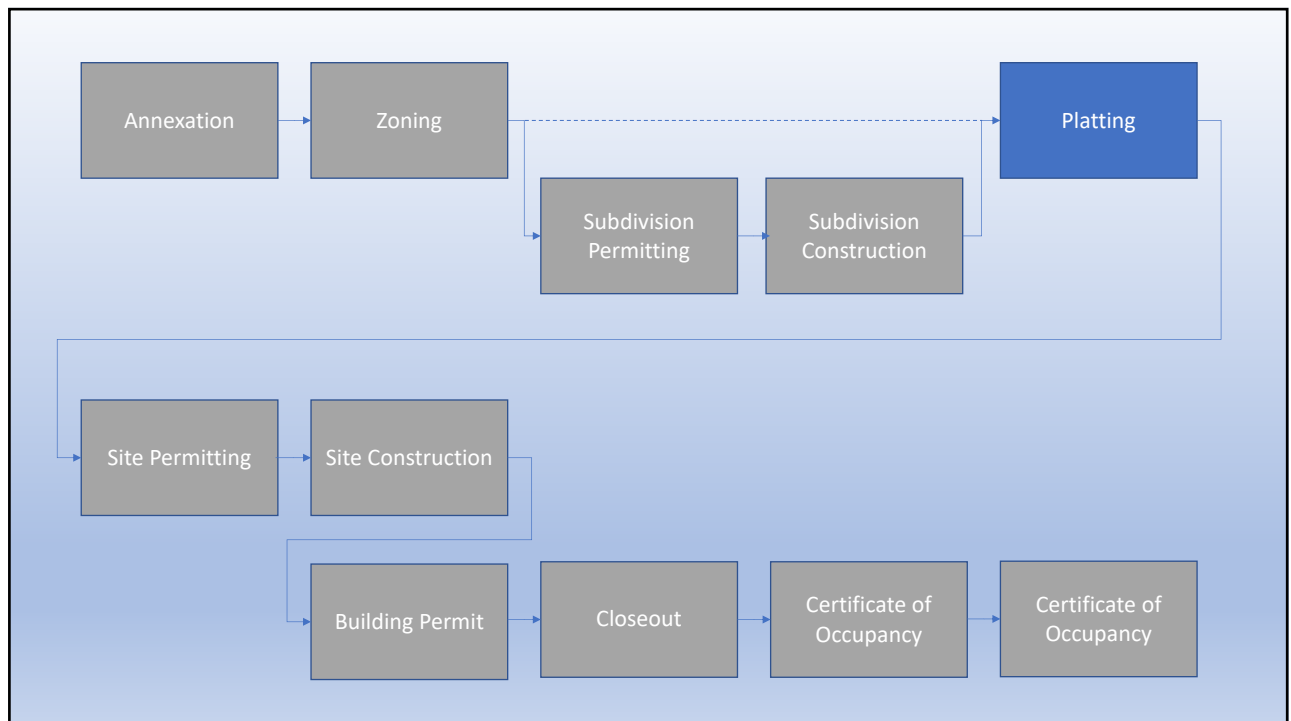 Annexation
Zoning
Platting
Subdivision
Permitting
Subdivision
Construction
Site Permitting
Site Construction
Building Permit
Closeout
Certificate of
Occupancy
Certificate of
Occupancy